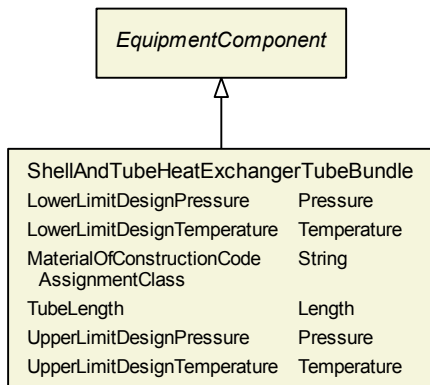 EquipmentComponent
ShellAndTubeHeatExchangerTubeBundle
LowerLimitDesignPressure Pressure
LowerLimitDesignTemperature Temperature
MaterialOfConstructionCode String
AssignmentClass
TubeLength Length
UpperLimitDesignPressure Pressure
UpperLimitDesignTemperature Temperature